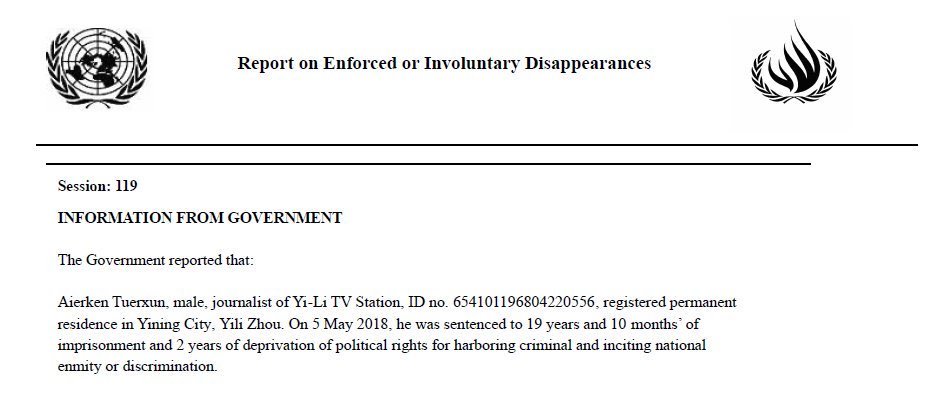 Report on Enforced or Involuntary Disappearances
Session: 119
INFORMATION FROM GOVERNMENT
The Government reported that:
Aierken Tuerxun, male, journalist of Yi-Li TV Station, ID no. 654101196804220556, registered permanent
residence in Yining City, Yili Zhou. On 5 May 2018, he was sentenced to 19 years and 10 months’ of
imprisonment and 2 years of deprivation of political rights for harboring criminal and inciting national
enmity or discrimination.